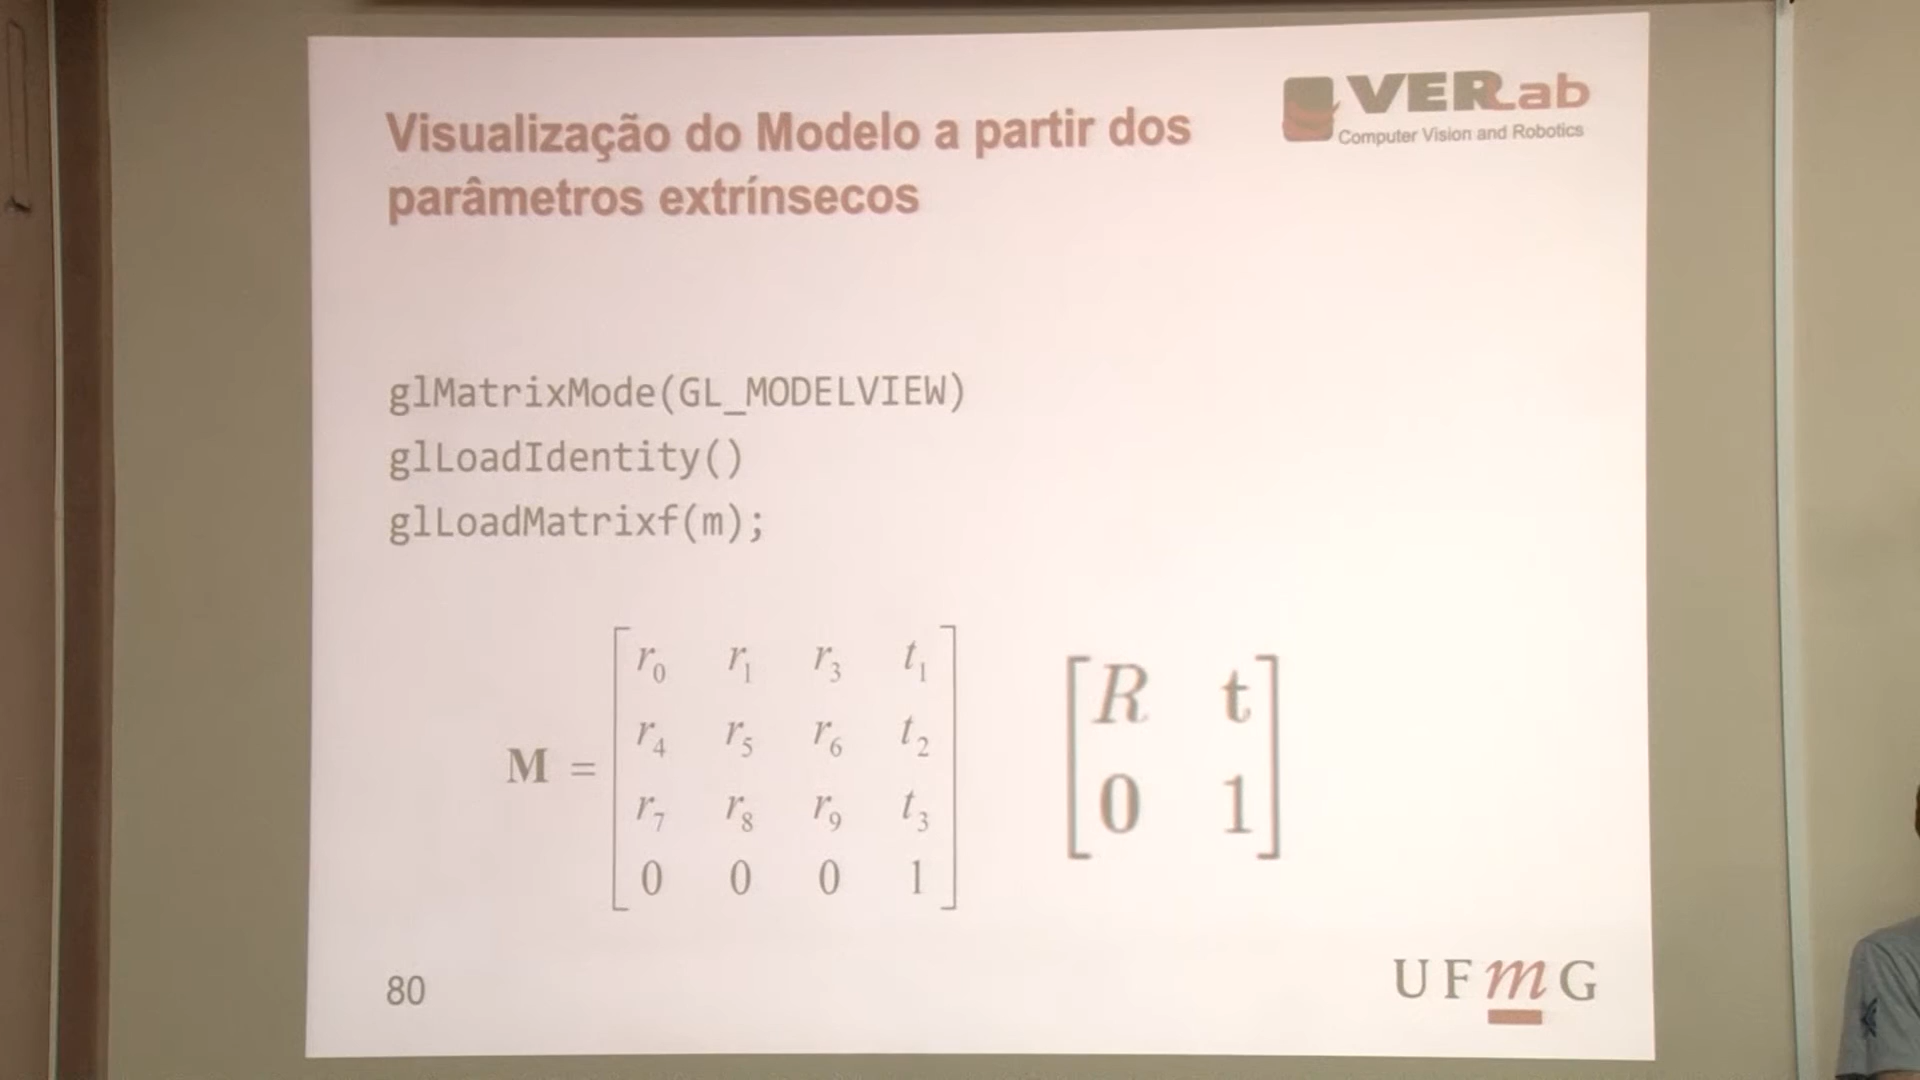 Visualização do Modelo a partir dos
parâmetros extrínsecos
VERLab
Computer Vision and Robotics
glMatrixMode(GL_MODELVIEW)
glLoadIdentity()
glLoadMatrixf(m);
M = [ r₀ r₁ r₃ t₁
r₄ r₅ r₆ t₂
r₇ r₈ r₉ t₃
0 0 0 1 ]
[ R t
0 1 ]
80
UFmG